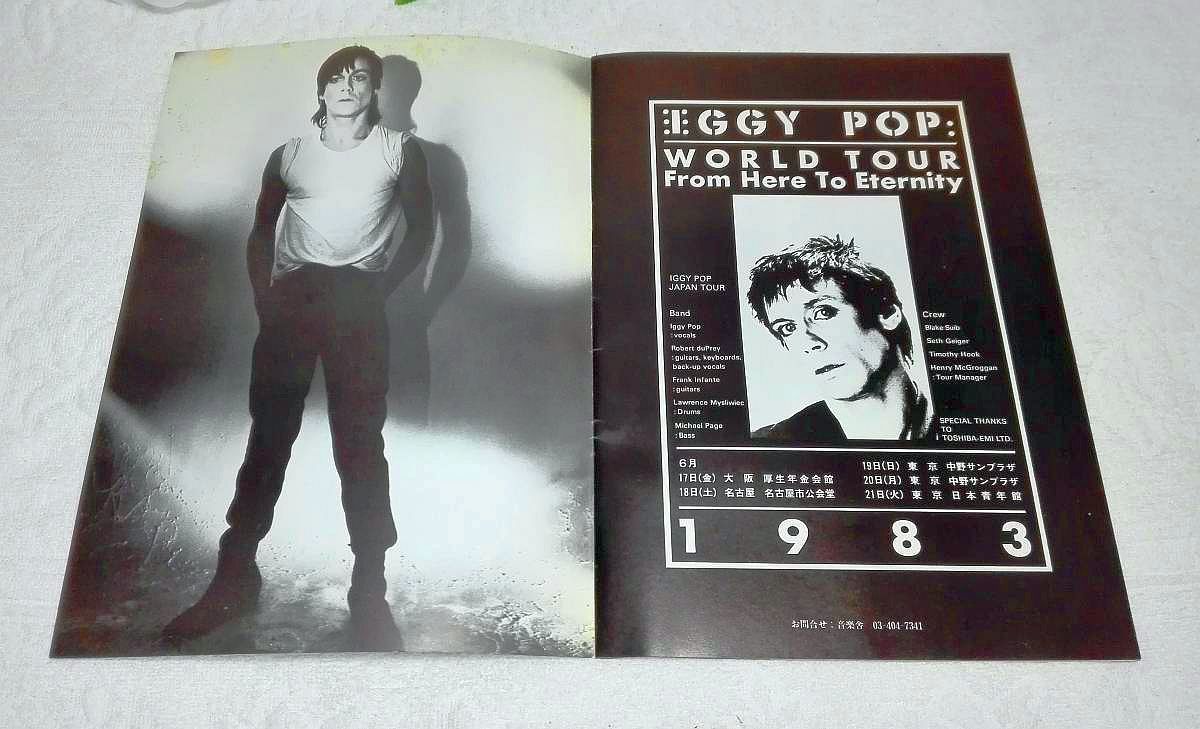 IGGY POP:
WORLD TOUR
From Here To Eternity
IGGY POP
JAPAN TOUR
Band
Iggy Pop
:vocals
Robert duPrey
:guitars, keyboards,
back-up vocals
Frank Infante
:guitars
Lawrence Mysliwiec
:Drums
Michael Page
:Bass
Crew
Blake Suib
Seth Geiger
Timothy Hook
Henry McGroggan
:Tour Manager
SPECIAL THANKS
TO
TOSHIBA-EMI LTD.
6月
17日(金) 大阪 厚生年金会館
18日(土) 名古屋 名古屋市公会堂
19日(日) 東京 中野サンプラザ
20日(月) 東京 中野サンプラザ
21日(火) 東京 日本青年館
1983
お問合せ：音楽舎 03-404-7341